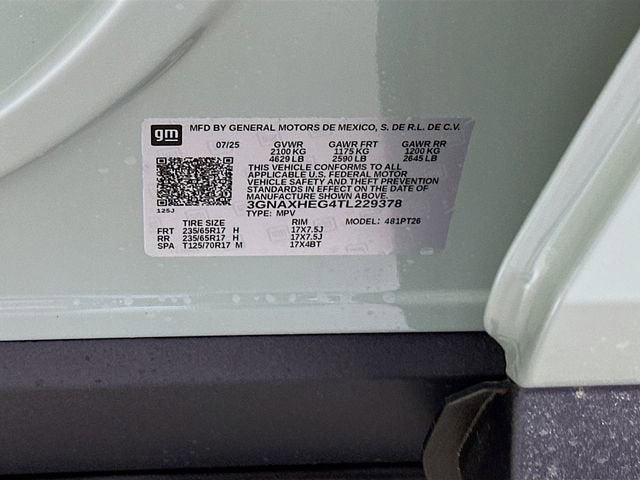 gm MFD BY GENERAL MOTORS DE MEXICO, S. DE R.L. DE C.V.
07/25 GVWR GAWR FRT GAWR RR
2100 KG 1175 KG 1200 KG
4629 LB 2590 LB 2645 LB
THIS VEHICLE CONFORMS TO ALL
APPLICABLE U.S. FEDERAL MOTOR
VEHICLE SAFETY AND THEFT PREVENTION
STANDARDS IN EFFECT ON THE DATE OF
MANUFACTURE SHOWN ABOVE.
3GNAXHEG4TL229378
125J
TYPE: MPV MODEL: 481PT26
TIRE SIZE RIM
FRT 235/65R17 H 17X7.5J
RR 235/65R17 H 17X7.5J
SPA T125/70R17 M 17X4BT